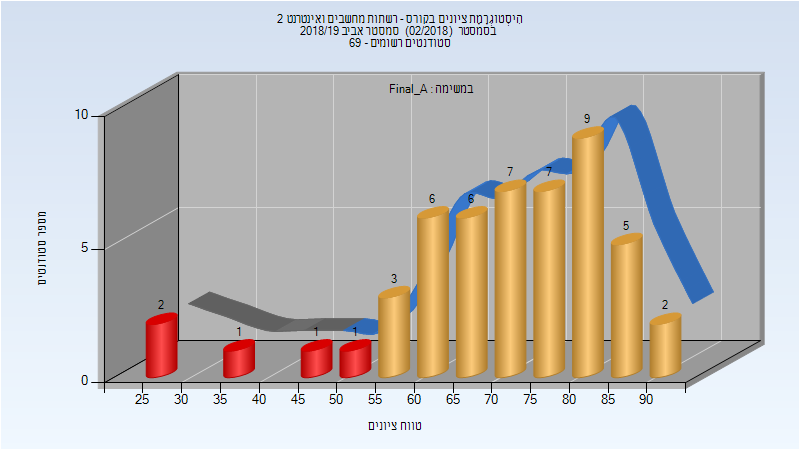 הִיסְטוֹגְרָמַת ציונים בקורס - רשתות מחשבים ואינטרנט 2
בסמסטר (02/2018) סמסטר אביב 2018/19
סטודנטים רשומים - 69
במשימה : Final_A
מספר סטודנטים
10
5
0
2
1
1
1
3
6
6
7
7
9
5
2
25 30 35 40 45 50 55 60 65 70 75 80 85 90
טווח ציונים